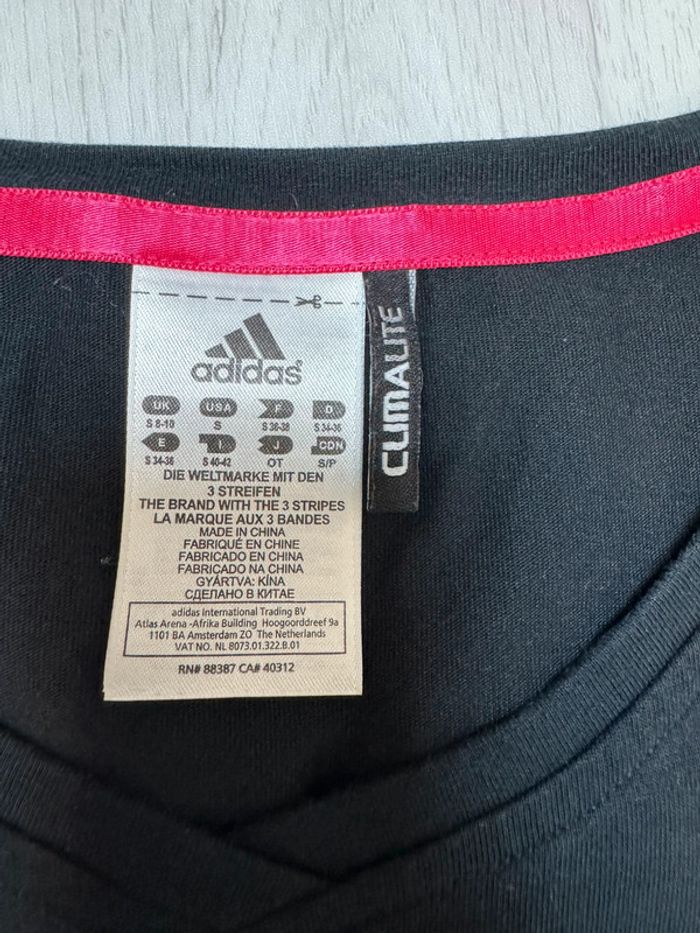 adidas
UK USA F D
S 8-10 S S 36-38 S 34-36
E I J CDN
S 34-38 S 40-42 OT S/P
DIE WELTMARKE MIT DEN
3 STREIFEN
THE BRAND WITH THE 3 STRIPES
LA MARQUE AUX 3 BANDES
MADE IN CHINA
FABRIQUÉ EN CHINE
FABRICADO EN CHINA
FABRICADO NA CHINA
GYÁRTVA: KÍNA
СДЕЛАНО В КИТАЕ
adidas International Trading BV
Atlas Arena -Afrika Building Hoogoorddreef 9a
1101 BA Amsterdam ZO The Netherlands
VAT NO. NL 8073.01.322.B.01
RN# 88387 CA# 40312
CLIMALITE